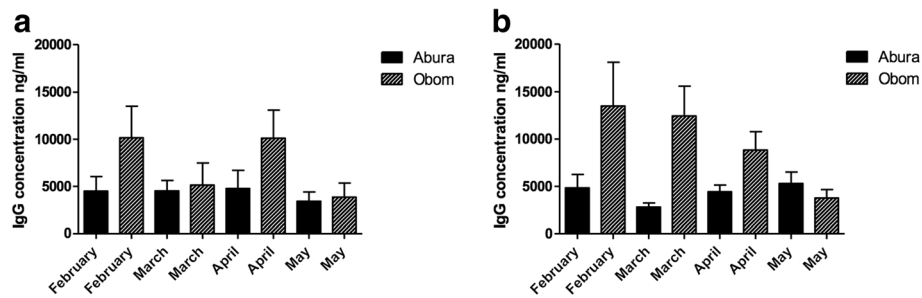 a
20000
15000
10000
5000
0
IgG concentration ng/ml
Abura
Obom
February
February
March
March
April
April
May
May
b
20000
15000
10000
5000
0
IgG concentration ng/ml
Abura
Obom
February
February
March
March
April
April
May
May